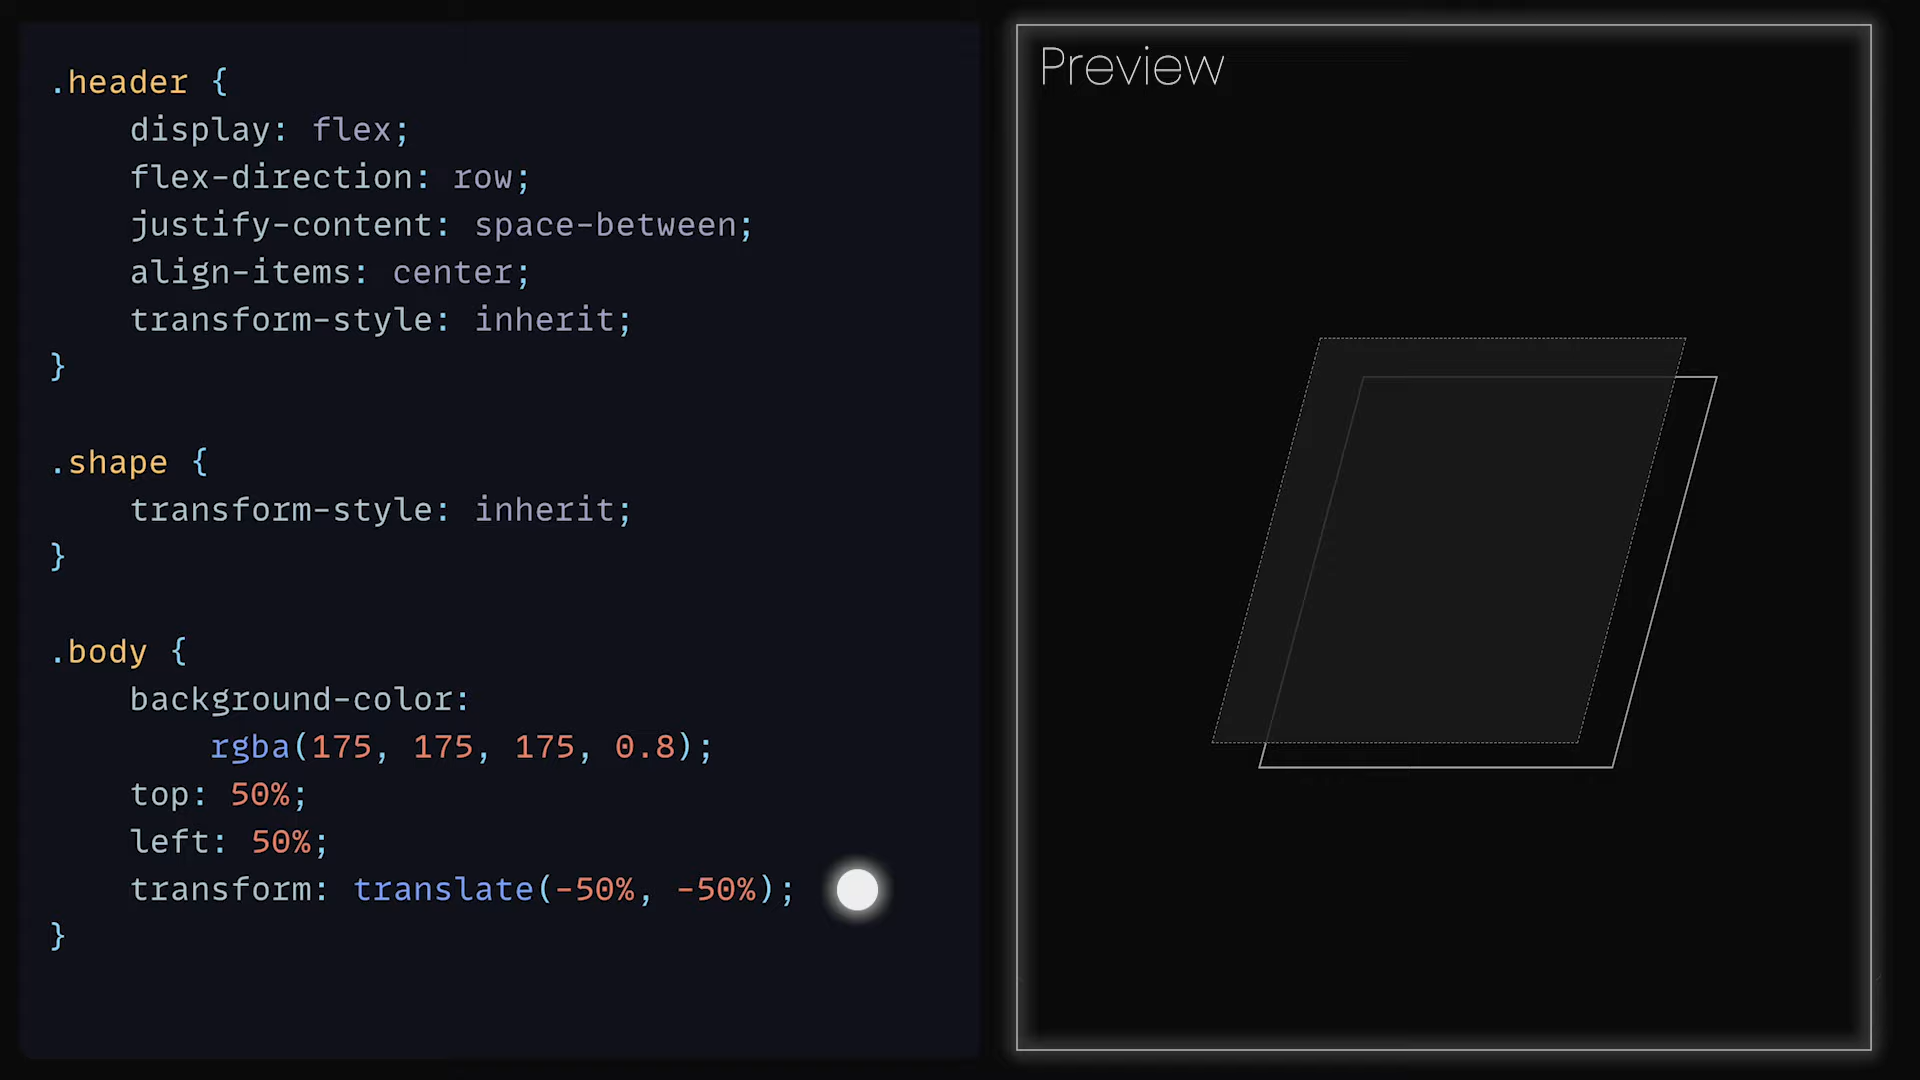 .header {
    display: flex;
    flex-direction: row;
    justify-content: space-between;
    align-items: center;
    transform-style: inherit;
}
.shape {
    transform-style: inherit;
}
.body {
    background-color:
        rgba(175, 175, 175, 0.8);
    top: 50%;
    left: 50%;
    transform: translate(-50%, -50%);
}
Preview